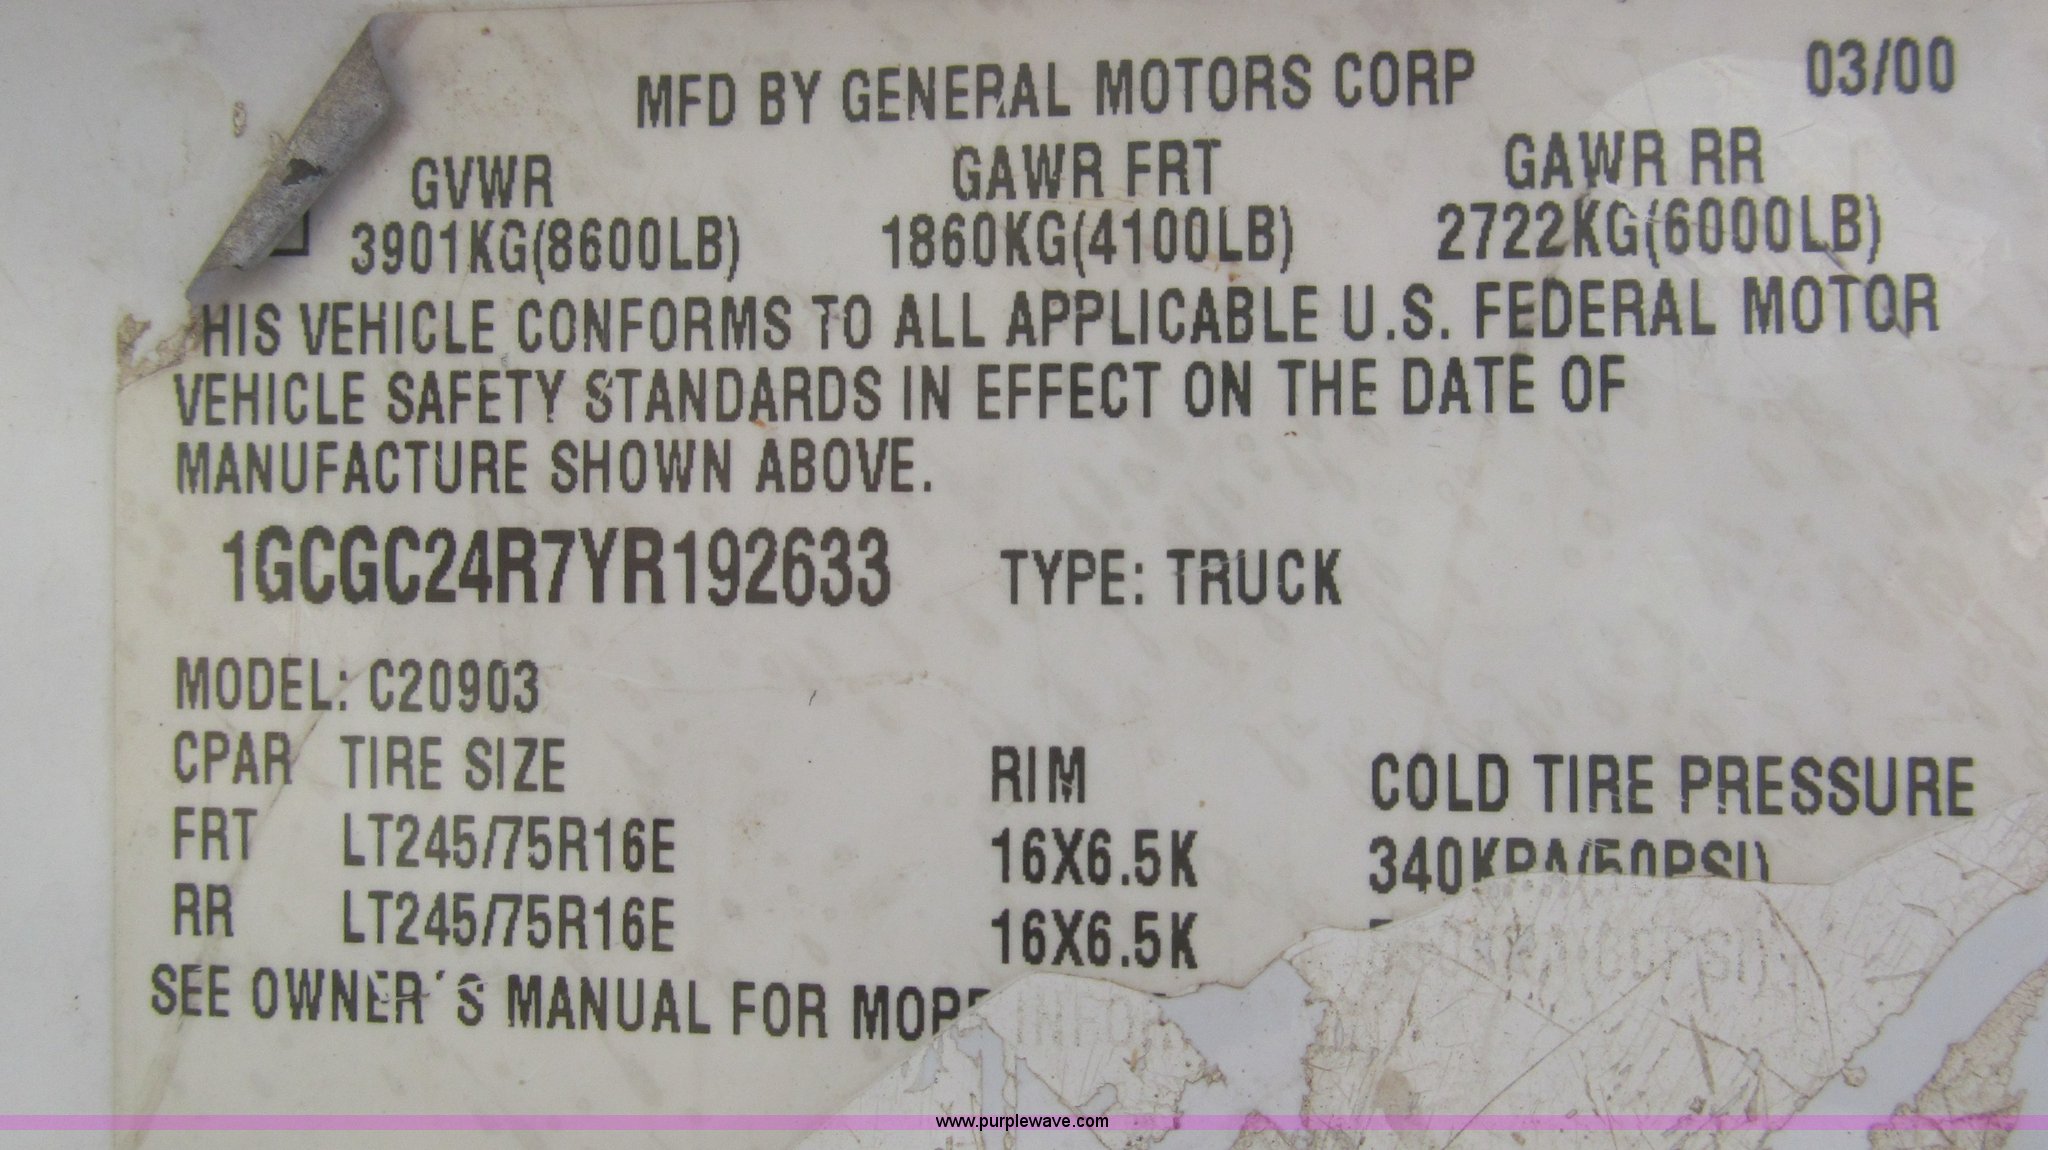 MFD BY GENERAL MOTORS CORP 03/00
GVWR GAWR FRT GAWR RR
3901KG(8600LB) 1860KG(4100LB) 2722KG(6000LB)
HIS VEHICLE CONFORMS TO ALL APPLICABLE U.S. FEDERAL MOTOR
VEHICLE SAFETY STANDARDS IN EFFECT ON THE DATE OF
MANUFACTURE SHOWN ABOVE.
1GCGC24R7YR192633 TYPE: TRUCK
MODEL: C20903
CPAR TIRE SIZE RIM COLD TIRE PRESSURE
FRT LT245/75R16E 16X6.5K 340KPA(50PSI)
RR LT245/75R16E 16X6.5K
SEE OWNER'S MANUAL FOR MORE
www.purplewave.com